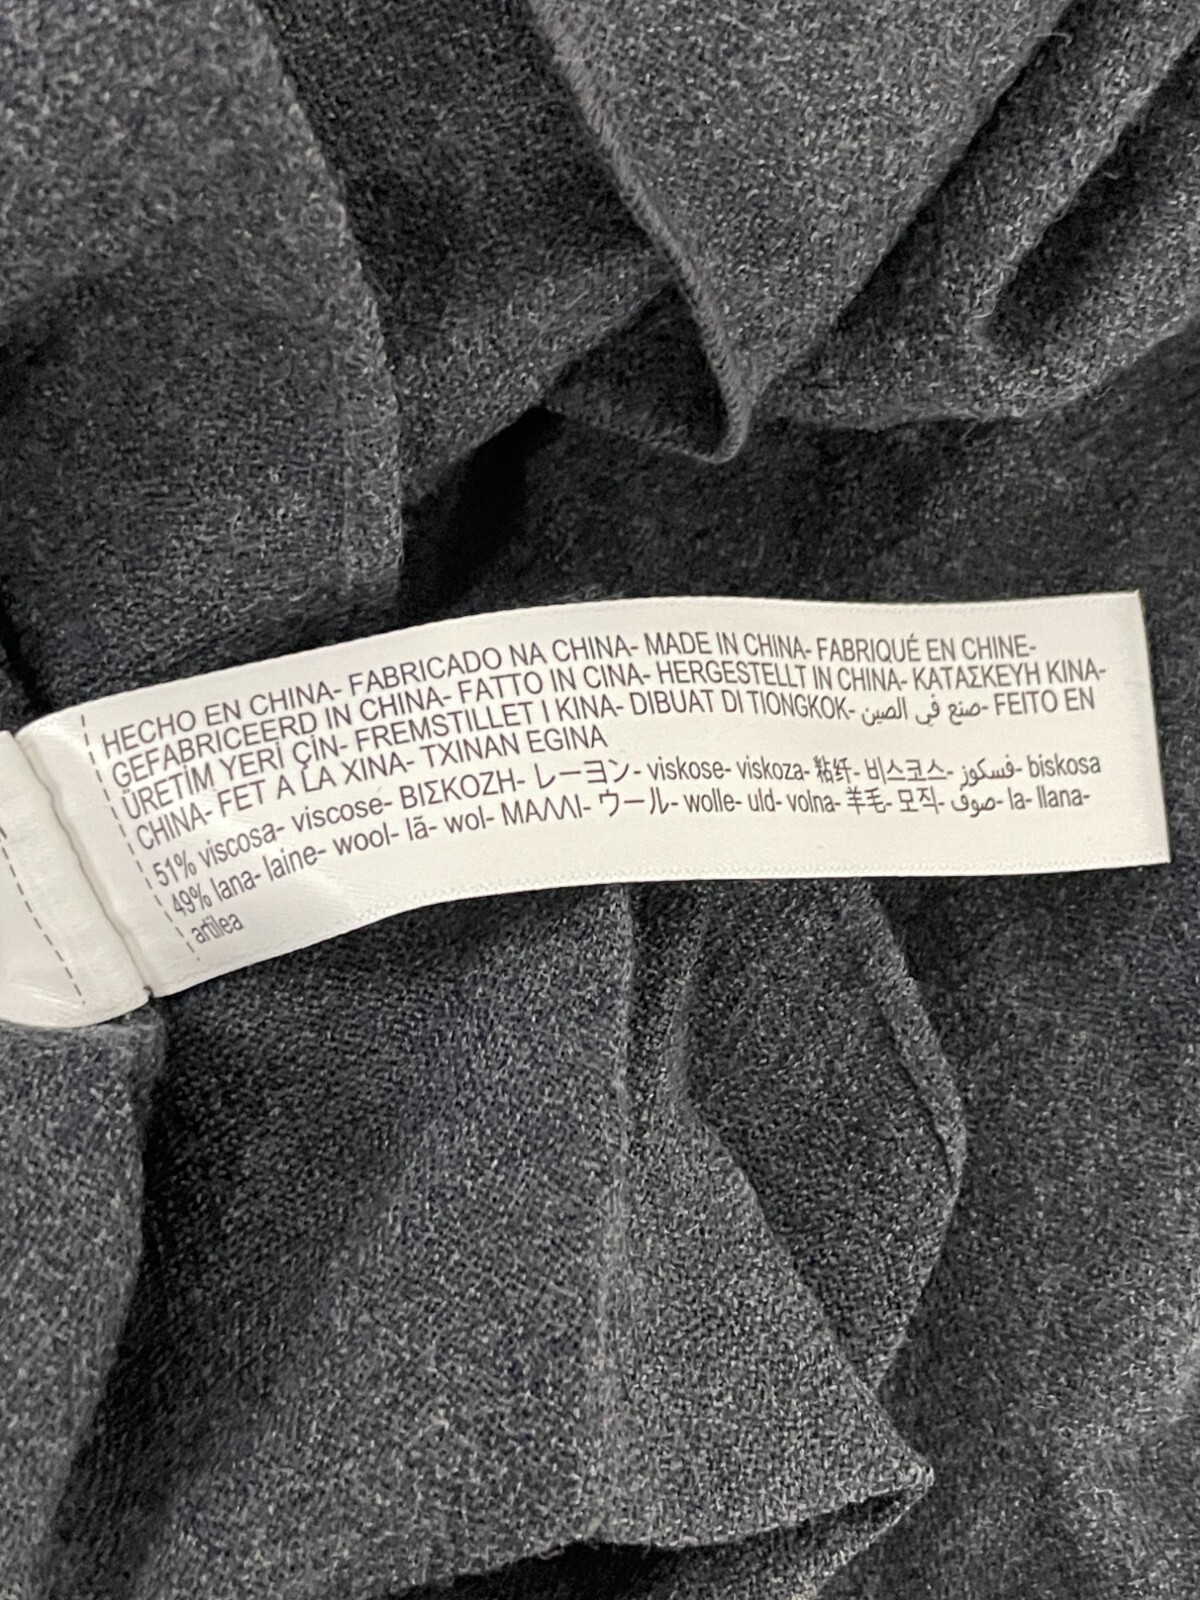 HECHO EN CHINA- FABRICADO NA CHINA- MADE IN CHINA- FABRIQUÉ EN CHINE-
GEFABRICEERD IN CHINA- FATTO IN CINA- HERGESTELLT IN CHINA- ΚΑΤΑΣΚΕΥΗ ΚΙΝΑ-
ÜRETİM YERİ ÇİN- FREMSTILLET I KINA- DIBUAT DI TIONGKOK- صنع في الصين- FEITO EN
CHINA- FET A LA XINA- TXINAN EGINA
51% viscosa- viscose- ΒΙΣΚΟΖΗ- レーヨン- viskose- viskoza- 粘纤- 비스코스- فسكوز- biskosa
49% lana- laine- wool- lã- wol- ΜΑΛΛΙ- ウール- wolle- uld- volna- 羊毛- 모직- صوف- la- llana-
artilea